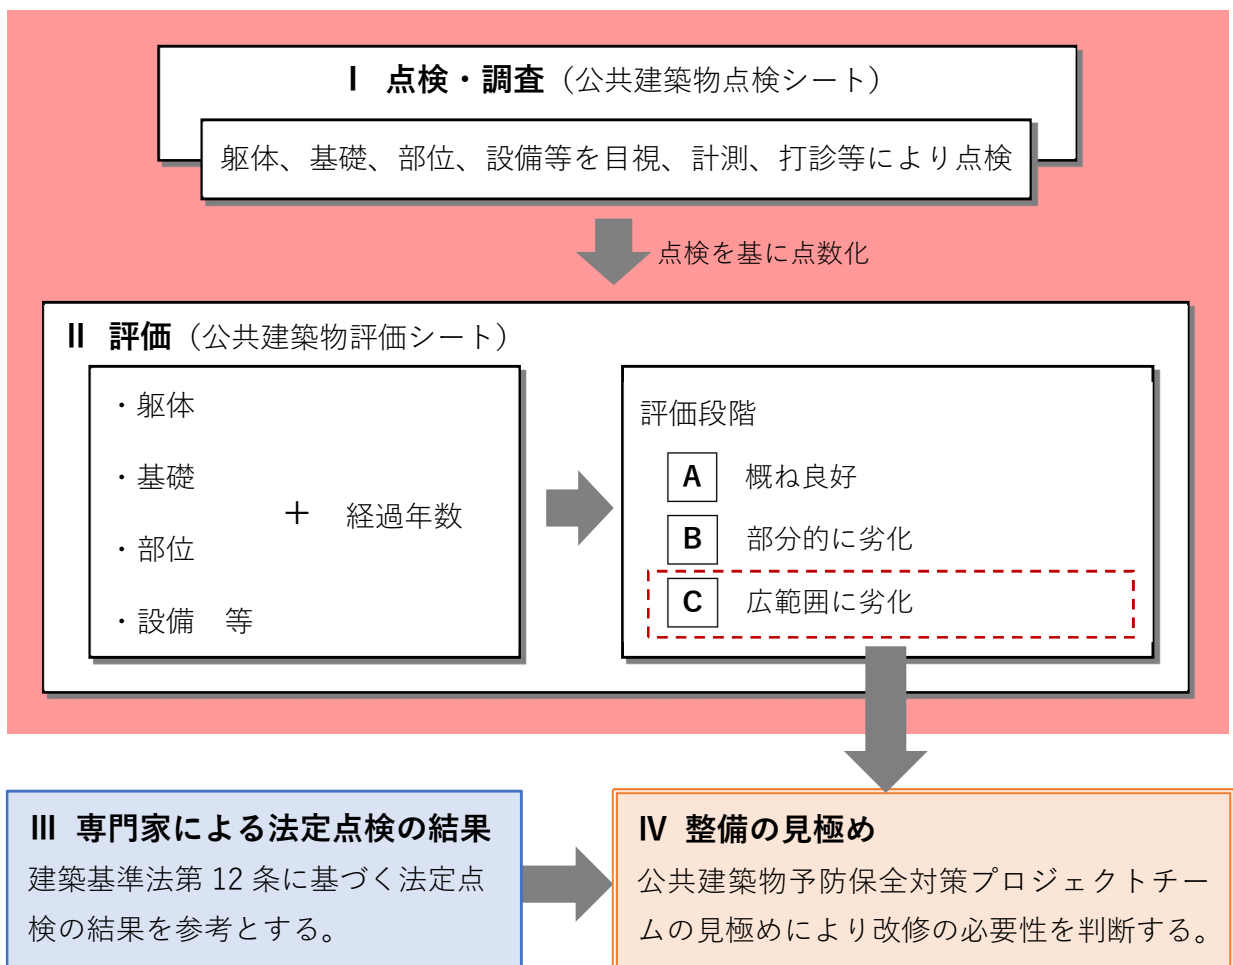 Ⅰ 点検・調査（公共建築物点検シート）
躯体、基礎、部位、設備等を目視、計測、打診等により点検
点検を基に点数化
Ⅱ 評価（公共建築物評価シート）
・躯体
・基礎
・部位
・設備 等
＋ 経過年数
評価段階
A 概ね良好
B 部分的に劣化
C 広範囲に劣化
Ⅲ 専門家による法定点検の結果
建築基準法第 12 条に基づく法定点
検の結果を参考とする。
Ⅳ 整備の見極め
公共建築物予防保全対策プロジェクトチー
ムの見極めにより改修の必要性を判断する。